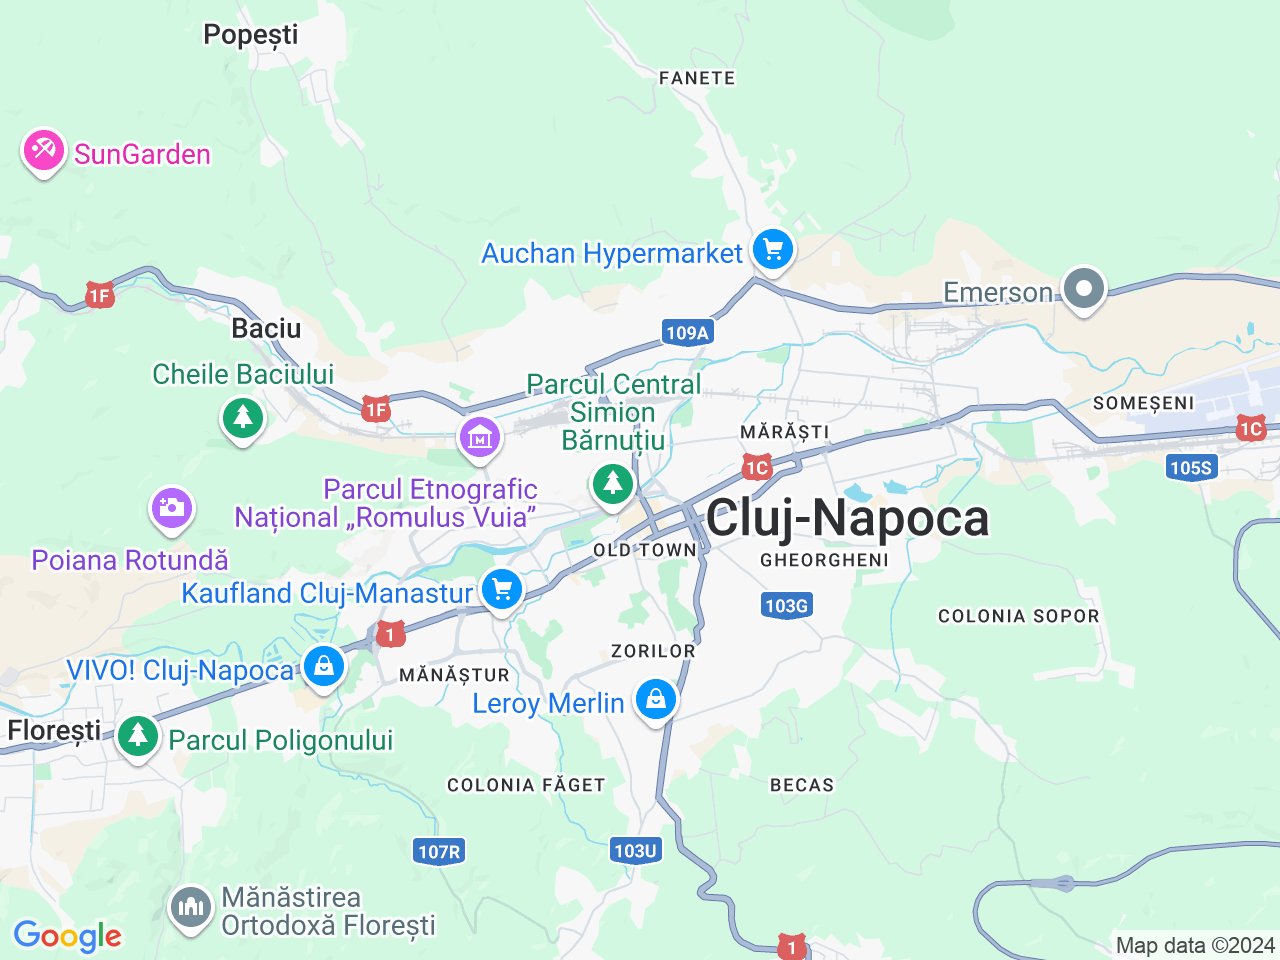 Popești
FANETE
SunGarden
Auchan Hypermarket
Emerson
1F
Baciu
109A
Cheile Baciului
Parcul Central
Simion
Bărnuțiu
1F
SOMEȘENI
MĂRĂȘTI
1C
1C
105S
Parcul Etnografic
Național „Romulus Vuia”
Cluj-Napoca
Poiana Rotundă
OLD TOWN
GHEORGHENI
Kaufland Cluj-Manastur
103G
COLONIA SOPOR
1
ZORILOR
VIVO! Cluj-Napoca
MĂNĂȘTUR
Leroy Merlin
Florești
Parcul Poligonului
COLONIA FĂGET
BECAS
107R
103U
Mănăstirea
Ortodoxă Florești
Google
1
Map data ©2024